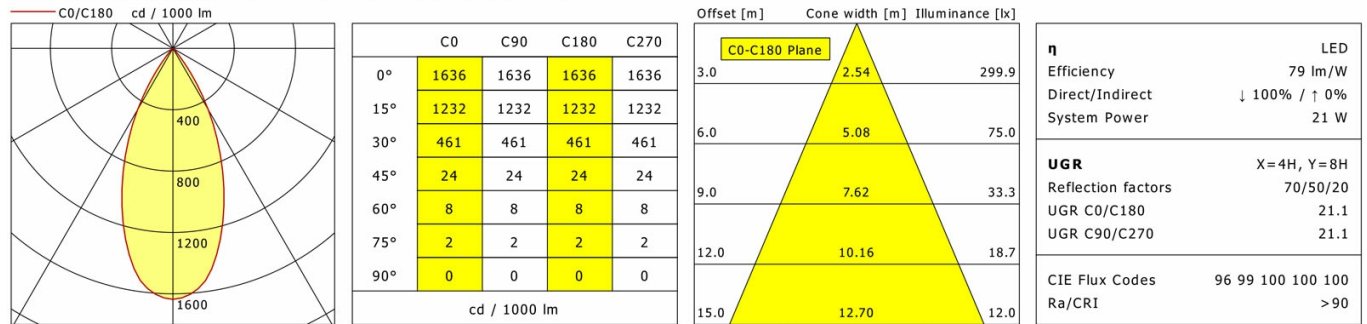 C0/C180 cd / 1000 lm
400
800
1200
1600
C0 C90 C180 C270
0° 1636 1636 1636 1636
15° 1232 1232 1232 1232
30° 461 461 461 461
45° 24 24 24 24
60° 8 8 8 8
75° 2 2 2 2
90° 0 0 0 0
cd / 1000 lm
Offset [m] Cone width [m] Illuminance [lx]
C0-C180 Plane
3.0 2.54 299.9
6.0 5.08 75.0
9.0 7.62 33.3
12.0 10.16 18.7
15.0 12.70 12.0
η LED
Efficiency 79 lm/W
Direct/Indirect ↓ 100% / ↑ 0%
System Power 21 W
UGR X=4H, Y=8H
Reflection factors 70/50/20
UGR C0/C180 21.1
UGR C90/C270 21.1
CIE Flux Codes 96 99 100 100 100
Ra/CRI >90